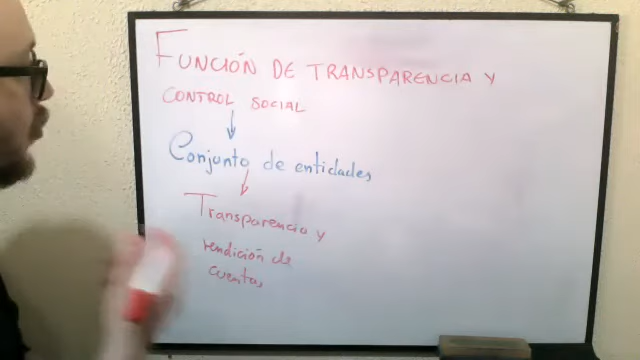 FUNCIÓN DE TRANSPARENCIA Y
CONTROL SOCIAL
Conjunto de entidades
Transparencia y
rendición de
cuentas